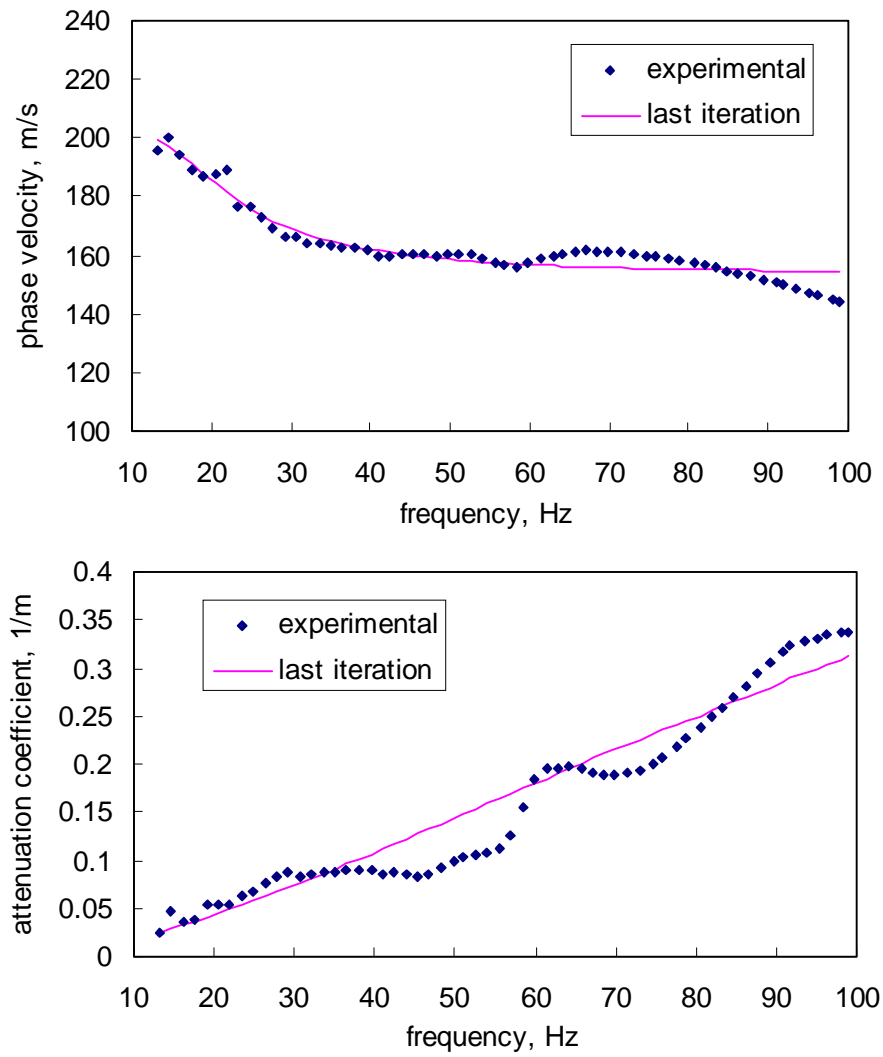 240
220
200
180
160
140
120
100
phase velocity, m/s
experimental
last iteration
10 20 30 40 50 60 70 80 90 100
frequency, Hz
0.4
0.35
0.3
0.25
0.2
0.15
0.1
0.05
0
attenuation coefficient, 1/m
experimental
last iteration
10 20 30 40 50 60 70 80 90 100
frequency, Hz